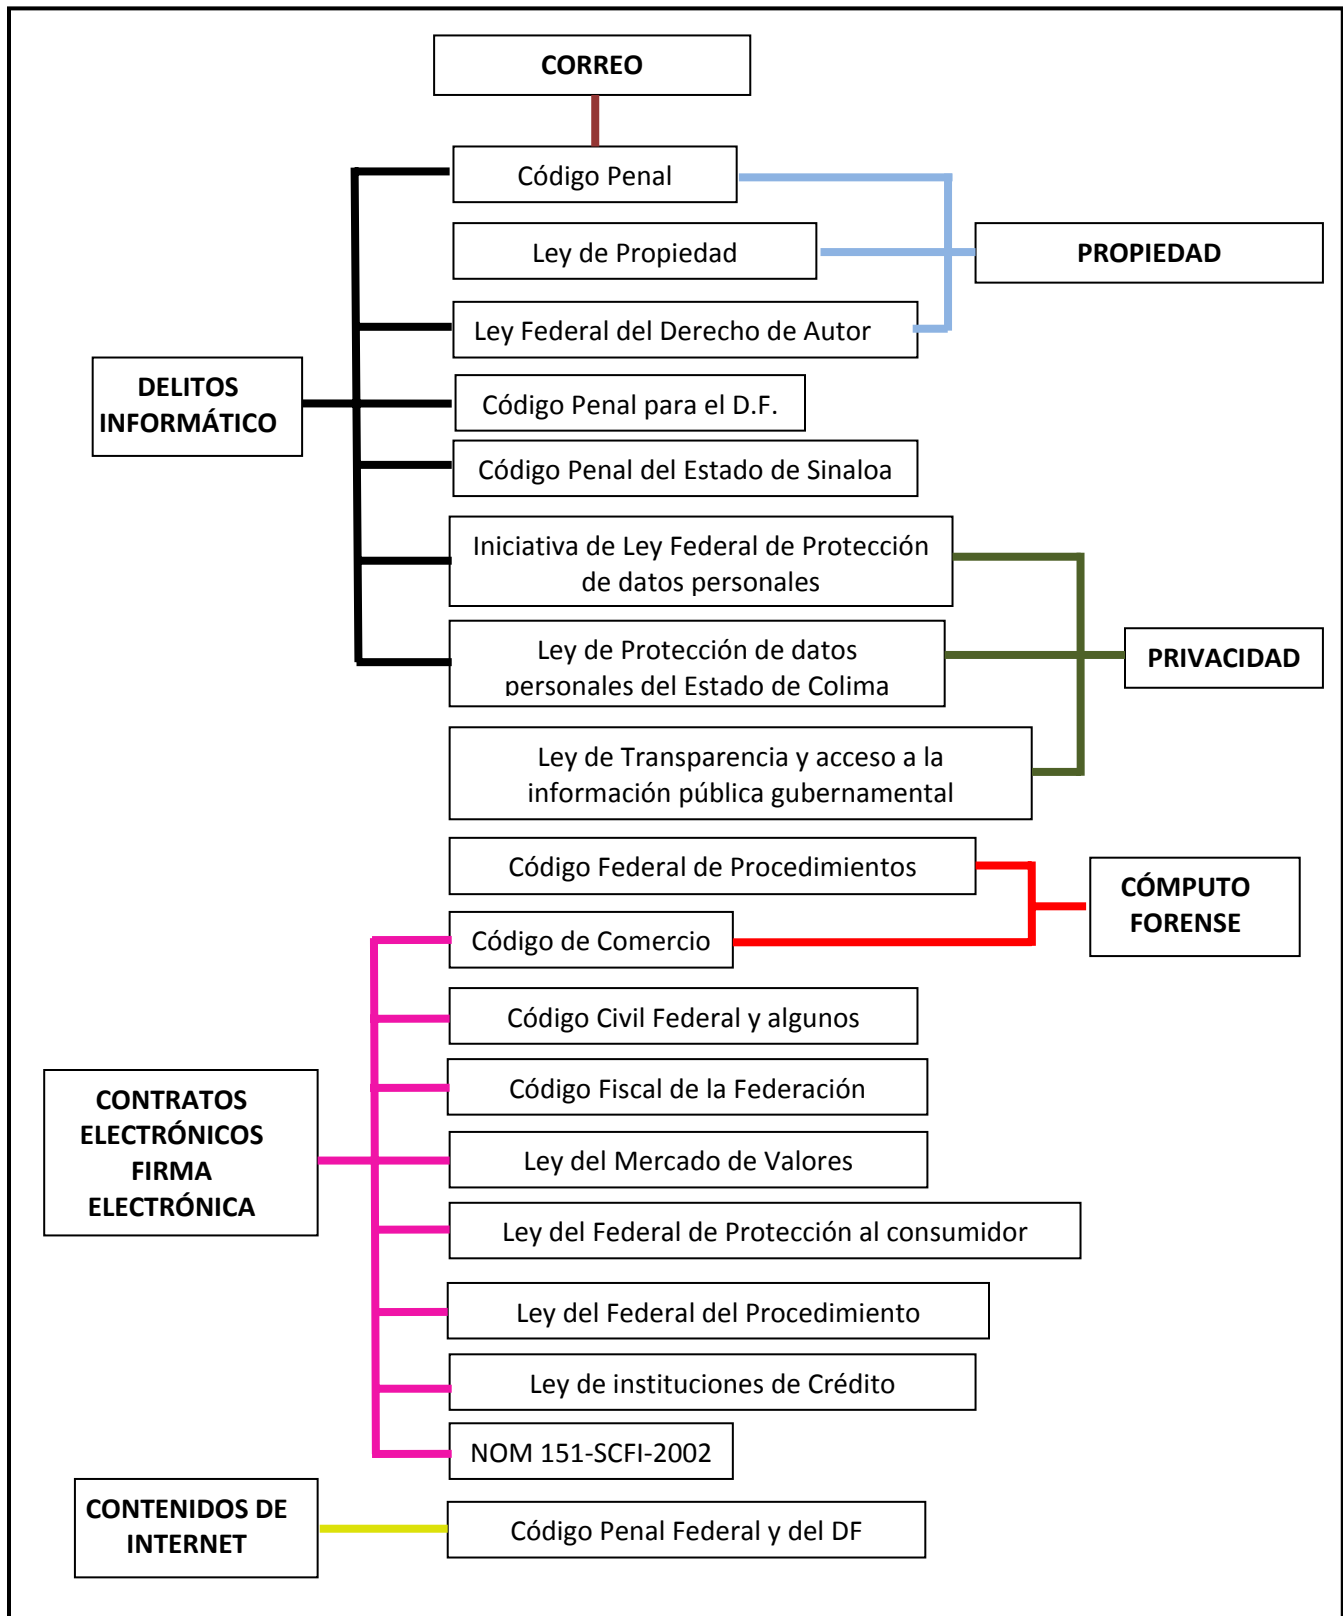 CORREO
Código Penal
Ley de Propiedad
PROPIEDAD
Ley Federal del Derecho de Autor
DELITOS
INFORMÁTICO
Código Penal para el D.F.
Código Penal del Estado de Sinaloa
Iniciativa de Ley Federal de Protección
de datos personales
Ley de Protección de datos
personales del Estado de Colima
PRIVACIDAD
Ley de Transparencia y acceso a la
información pública gubernamental
Código Federal de Procedimientos
CÓMPUTO
FORENSE
Código de Comercio
Código Civil Federal y algunos
Código Fiscal de la Federación
CONTRATOS
ELECTRÓNICOS
FIRMA
ELECTRÓNICA
Ley del Mercado de Valores
Ley del Federal de Protección al consumidor
Ley del Federal del Procedimiento
Ley de instituciones de Crédito
NOM 151-SCFI-2002
CONTENIDOS DE
INTERNET
Código Penal Federal y del DF